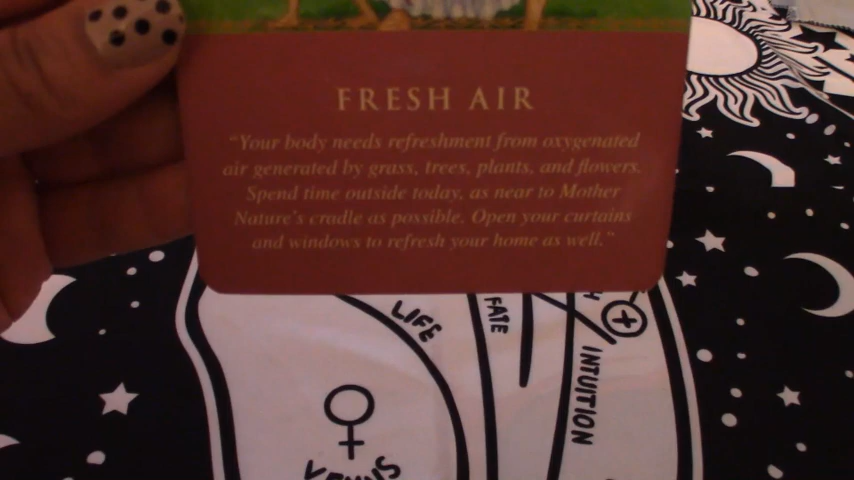 FRESH AIR
"Your body needs refreshment from oxygenated
air generated by grass, trees, plants, and flowers.
Spend time outside today, as near to Mother
Nature's cradle as possible. Open your curtains
and windows to refresh your home as well."
LIFE
FATE
INTUITION
VENUS